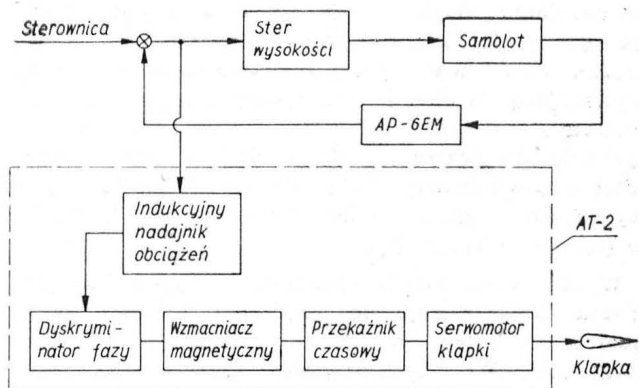 Sterownica
Ster
wysokości
Samolot
AP-6EM
Indukcyjny
nadajnik
obciążeń
AT-2
Dyskrymi-
nator fazy
Wzmacniacz
magnetyczny
Przekaźnik
czasowy
Serwomotor
klapki
Klapka